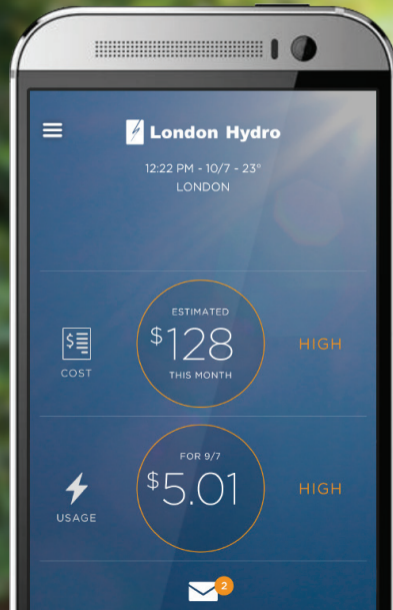 London Hydro
12:22 PM - 10/7 - 23°
LONDON
ESTIMATED
$128
THIS MONTH
COST
HIGH
FOR 9/7
$5.01
USAGE
HIGH
2